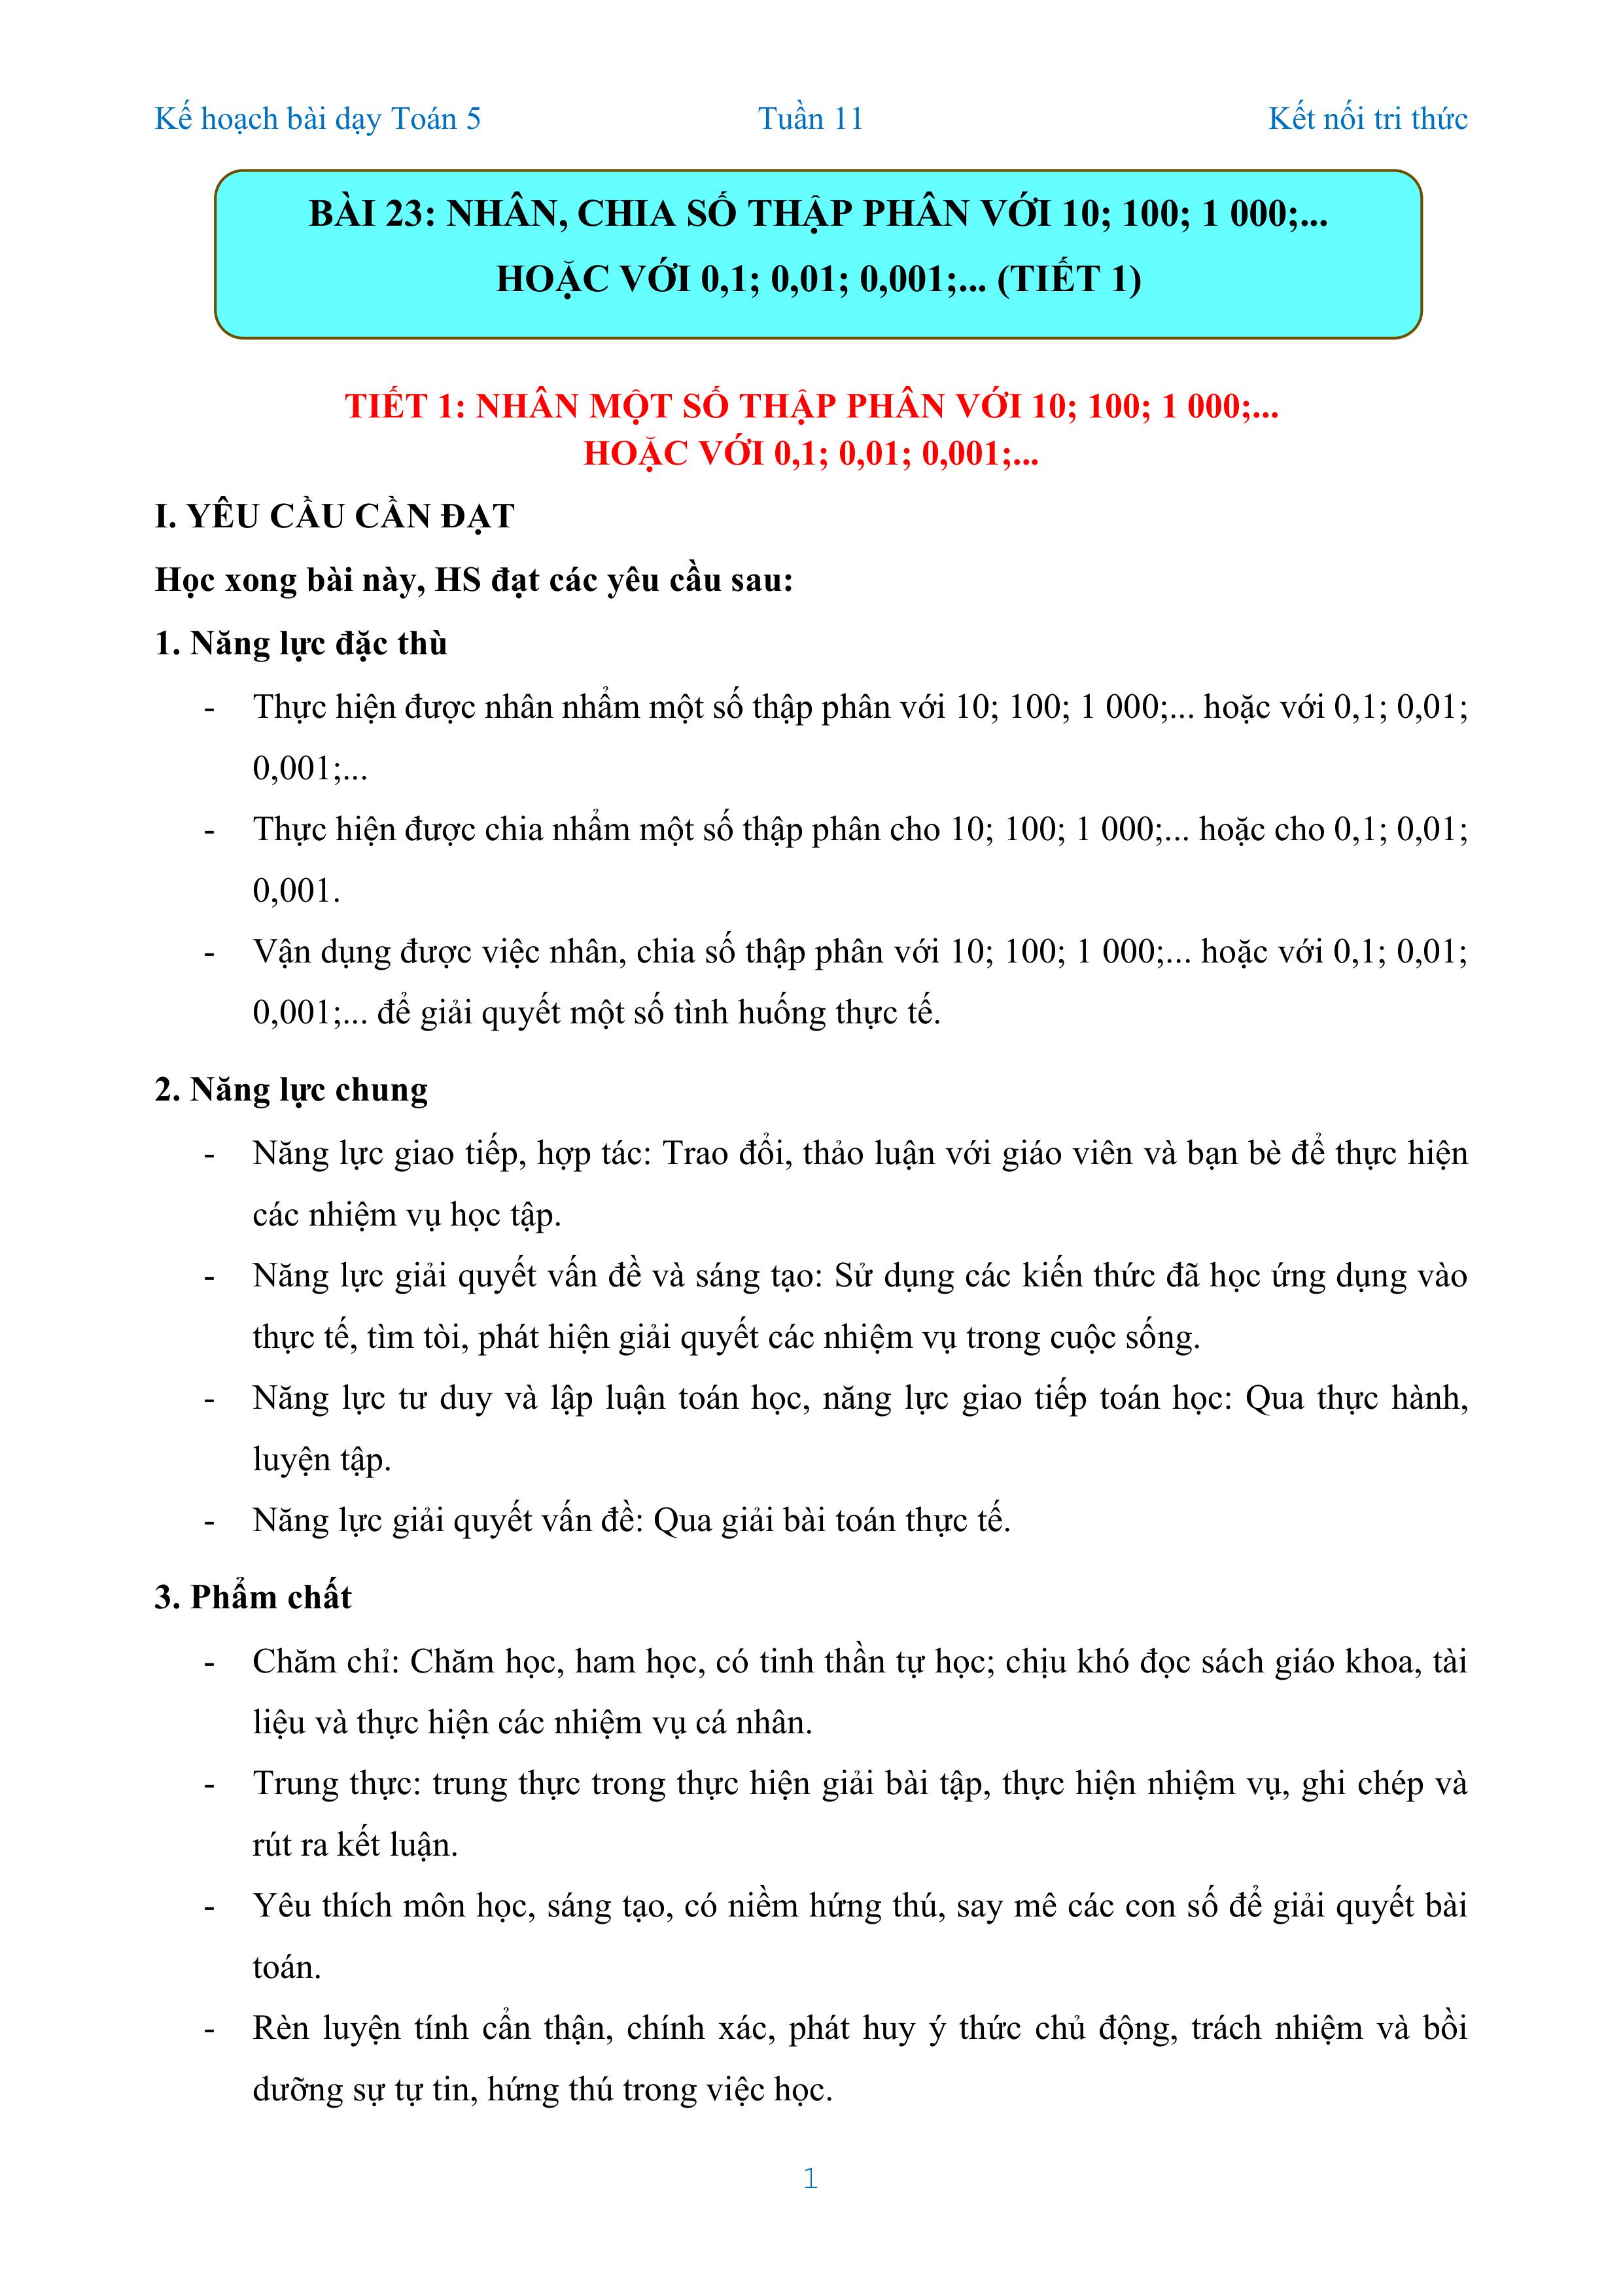 Kế hoạch bài dạy Toán 5 Tuần 11 Kết nối tri thức
BÀI 23: NHÂN, CHIA SỐ THẬP PHÂN VỚI 10; 100; 1 000;...
HOẶC VỚI 0,1; 0,01; 0,001;... (TIẾT 1)
TIẾT 1: NHÂN MỘT SỐ THẬP PHÂN VỚI 10; 100; 1 000;...
HOẶC VỚI 0,1; 0,01; 0,001;...
I. YÊU CẦU CẦN ĐẠT
Học xong bài này, HS đạt các yêu cầu sau:
1. Năng lực đặc thù
- Thực hiện được nhân nhẩm một số thập phân với 10; 100; 1 000;... hoặc với 0,1; 0,01;
0,001;...
- Thực hiện được chia nhẩm một số thập phân cho 10; 100; 1 000;... hoặc cho 0,1; 0,01;
0,001.
- Vận dụng được việc nhân, chia số thập phân với 10; 100; 1 000;... hoặc với 0,1; 0,01;
0,001;... để giải quyết một số tình huống thực tế.
2. Năng lực chung
- Năng lực giao tiếp, hợp tác: Trao đổi, thảo luận với giáo viên và bạn bè để thực hiện
các nhiệm vụ học tập.
- Năng lực giải quyết vấn đề và sáng tạo: Sử dụng các kiến thức đã học ứng dụng vào
thực tế, tìm tòi, phát hiện giải quyết các nhiệm vụ trong cuộc sống.
- Năng lực tư duy và lập luận toán học, năng lực giao tiếp toán học: Qua thực hành,
luyện tập.
- Năng lực giải quyết vấn đề: Qua giải bài toán thực tế.
3. Phẩm chất
- Chăm chỉ: Chăm học, ham học, có tinh thần tự học; chịu khó đọc sách giáo khoa, tài
liệu và thực hiện các nhiệm vụ cá nhân.
- Trung thực: trung thực trong thực hiện giải bài tập, thực hiện nhiệm vụ, ghi chép và
rút ra kết luận.
- Yêu thích môn học, sáng tạo, có niềm hứng thú, say mê các con số để giải quyết bài
toán.
- Rèn luyện tính cẩn thận, chính xác, phát huy ý thức chủ động, trách nhiệm và bồi
dưỡng sự tự tin, hứng thú trong việc học.
1